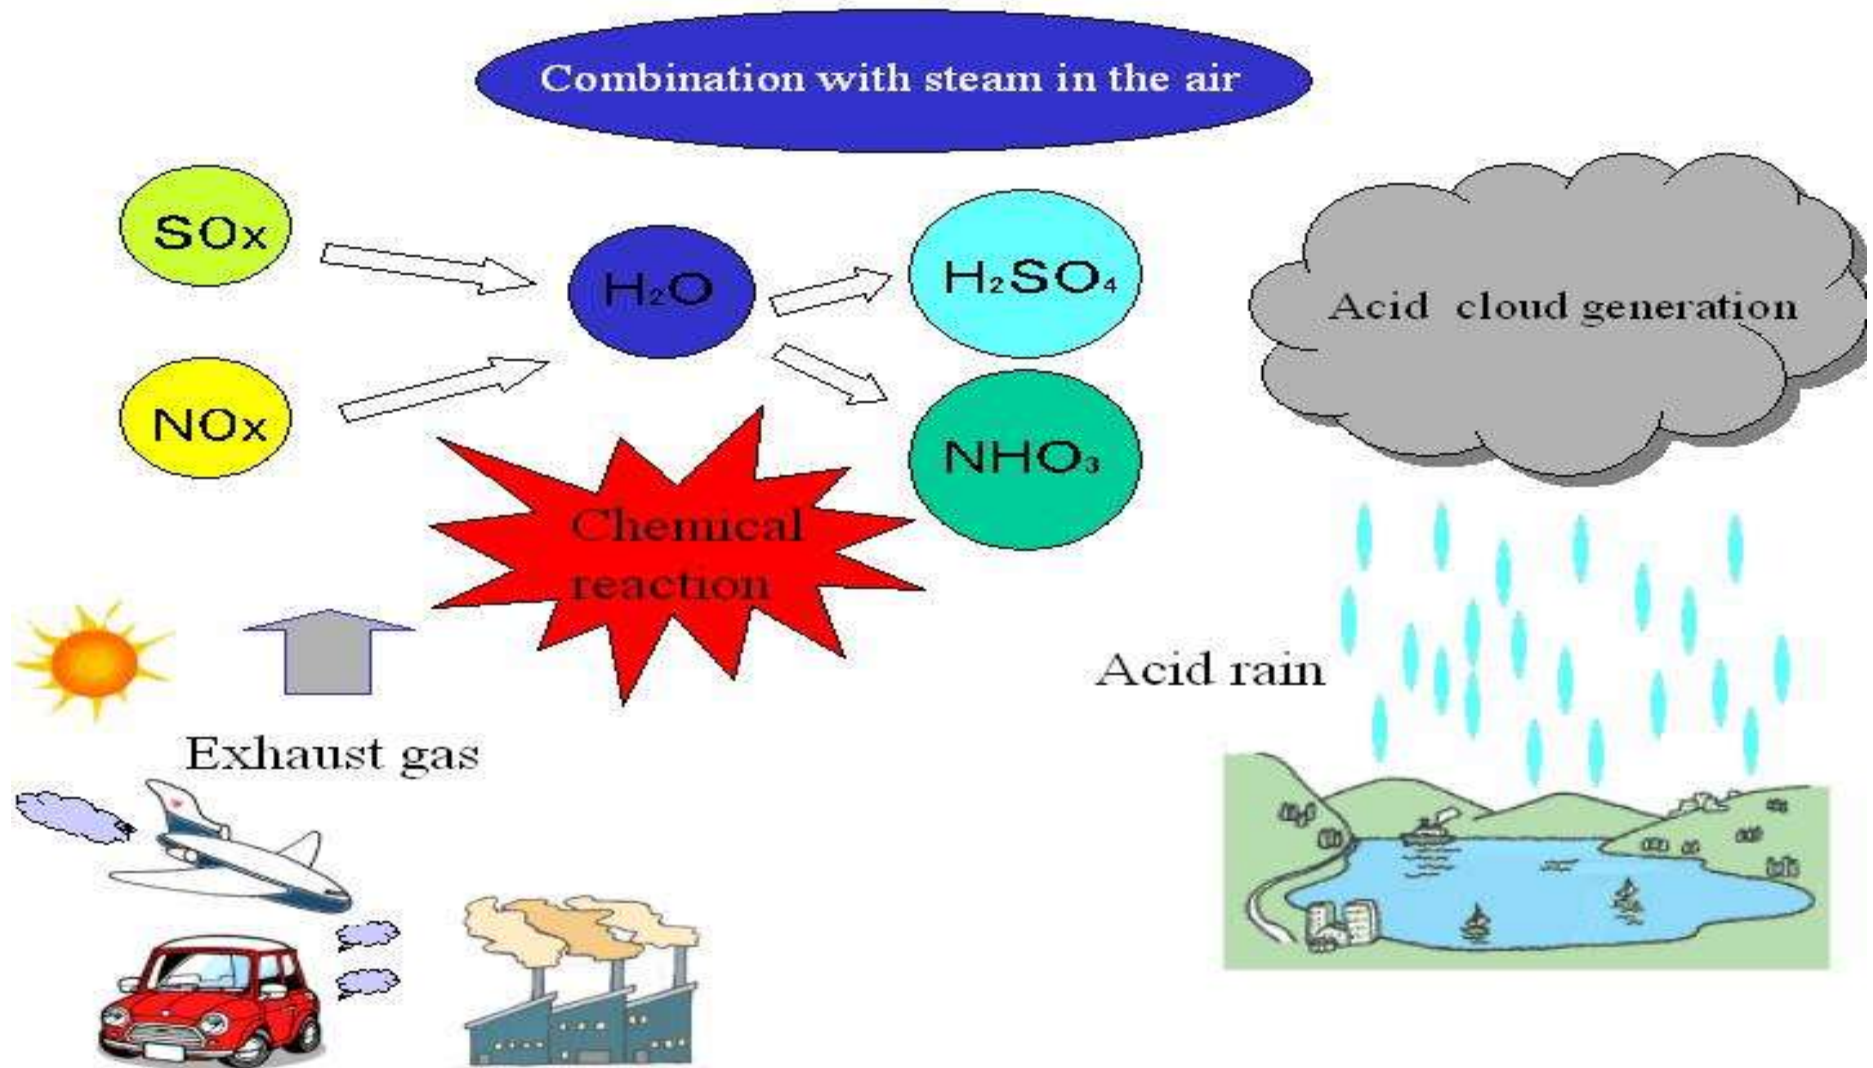 Combination with steam in the air
SOx
H₂O
H₂SO₄
Acid cloud generation
NOx
NHO₃
Chemical
reaction
Acid rain
Exhaust gas